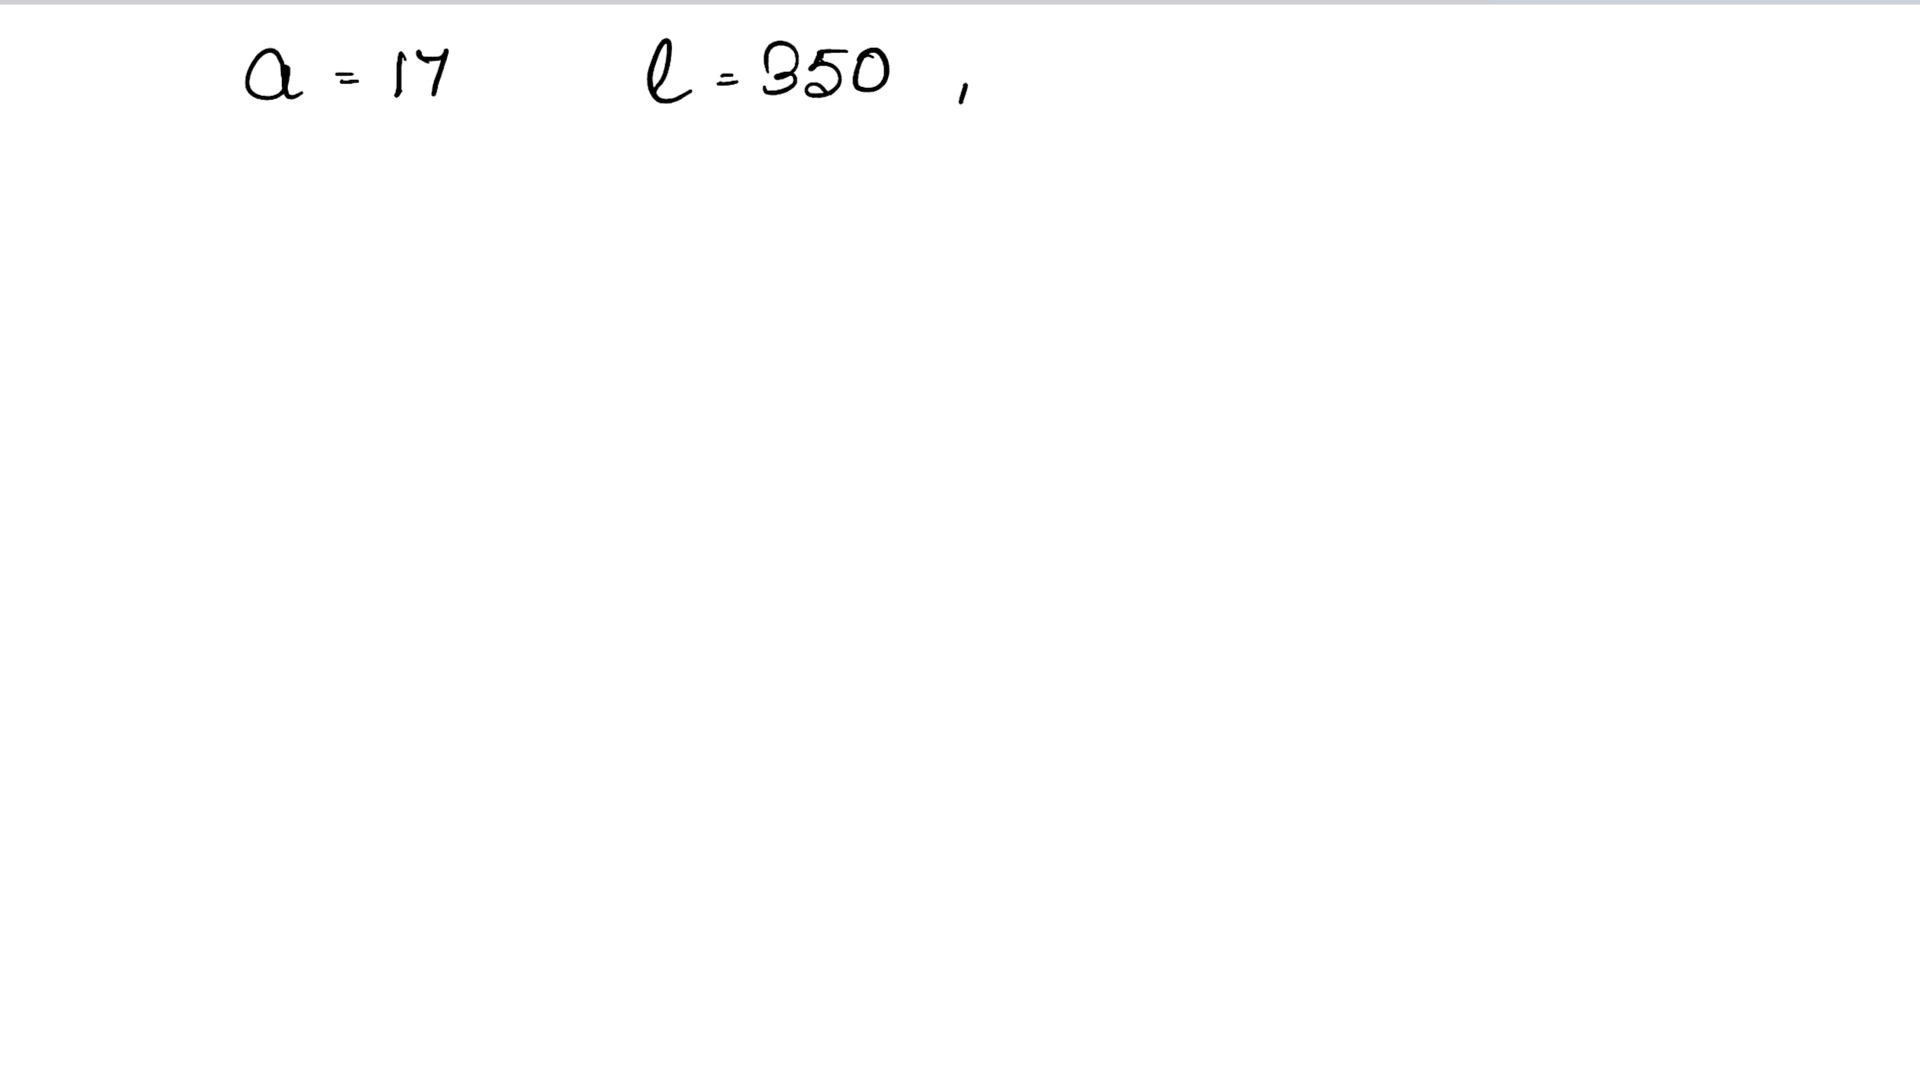 a = 17 l = 350 ,